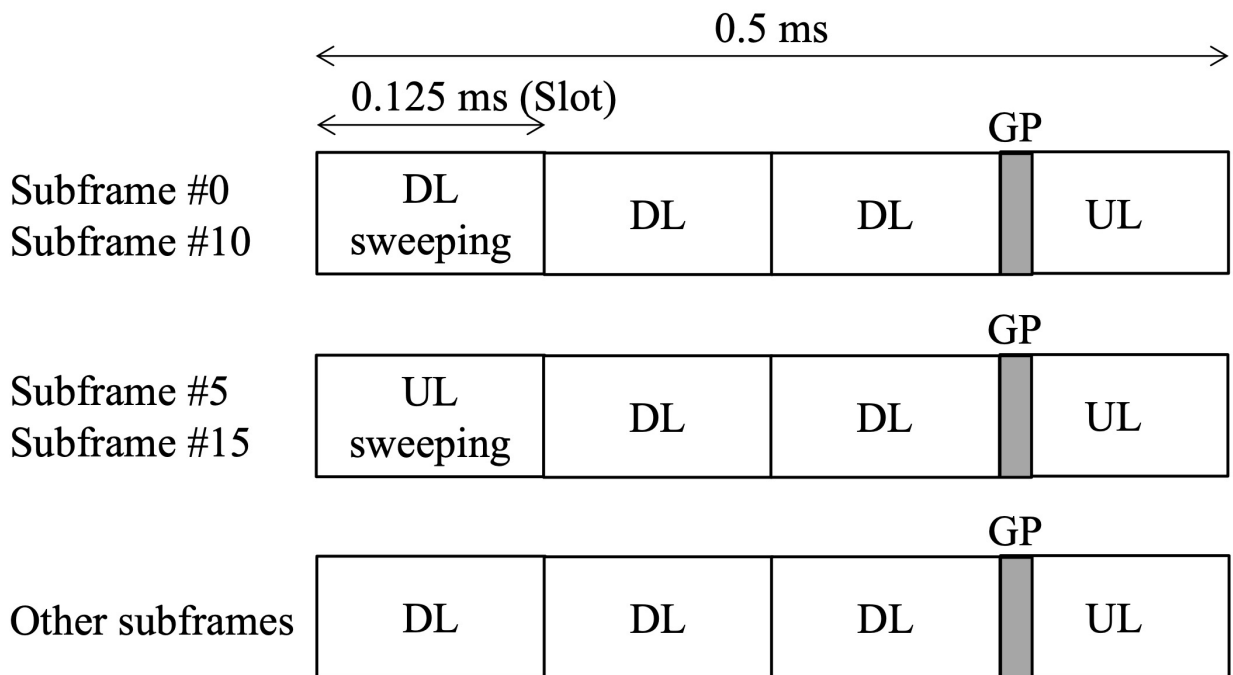 0.5 ms
0.125 ms (Slot)
GP
Subframe #0
Subframe #10
DL
sweeping
DL
DL
UL
GP
Subframe #5
Subframe #15
UL
sweeping
DL
DL
UL
GP
Other subframes
DL
DL
DL
UL